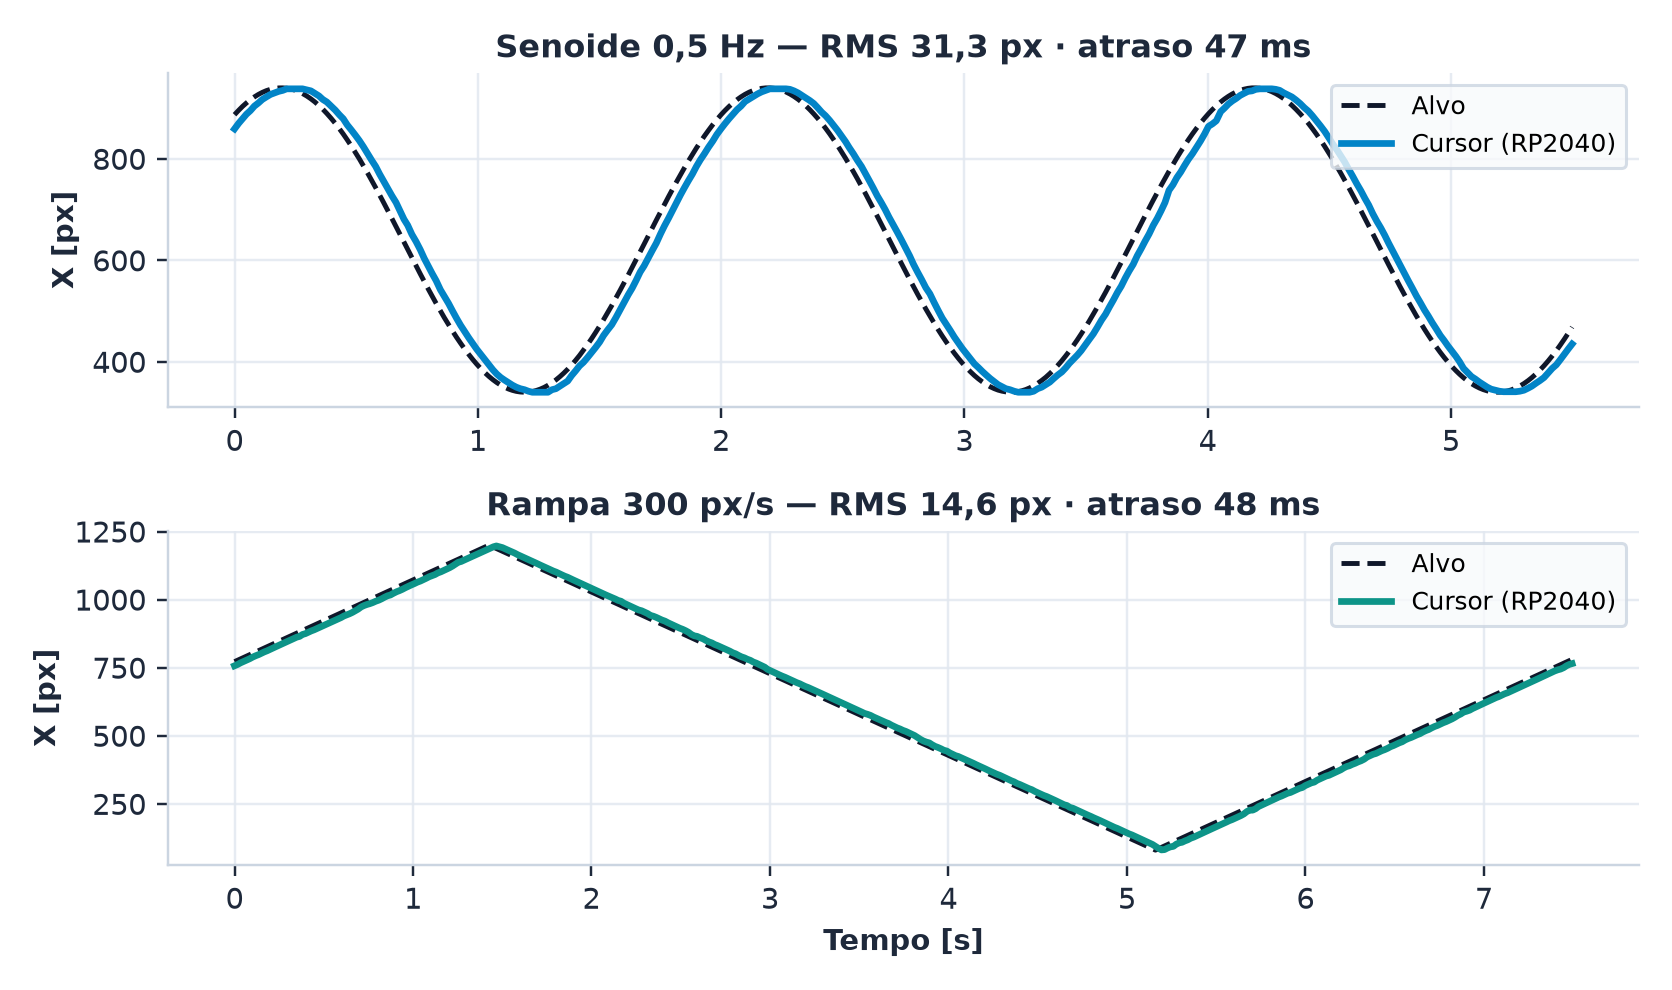 Senoide 0,5 Hz — RMS 31,3 px · atraso 47 ms
X [px]
800
600
400
Alvo
Cursor (RP2040)
0 1 2 3 4 5
Rampa 300 px/s — RMS 14,6 px · atraso 48 ms
X [px]
1250
1000
750
500
250
Alvo
Cursor (RP2040)
0 1 2 3 4 5 6 7
Tempo [s]